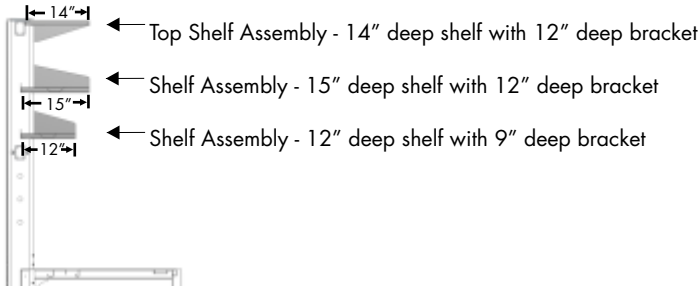 14”
Top Shelf Assembly - 14” deep shelf with 12” deep bracket
Shelf Assembly - 15” deep shelf with 12” deep bracket
15”
Shelf Assembly - 12” deep shelf with 9” deep bracket
12”